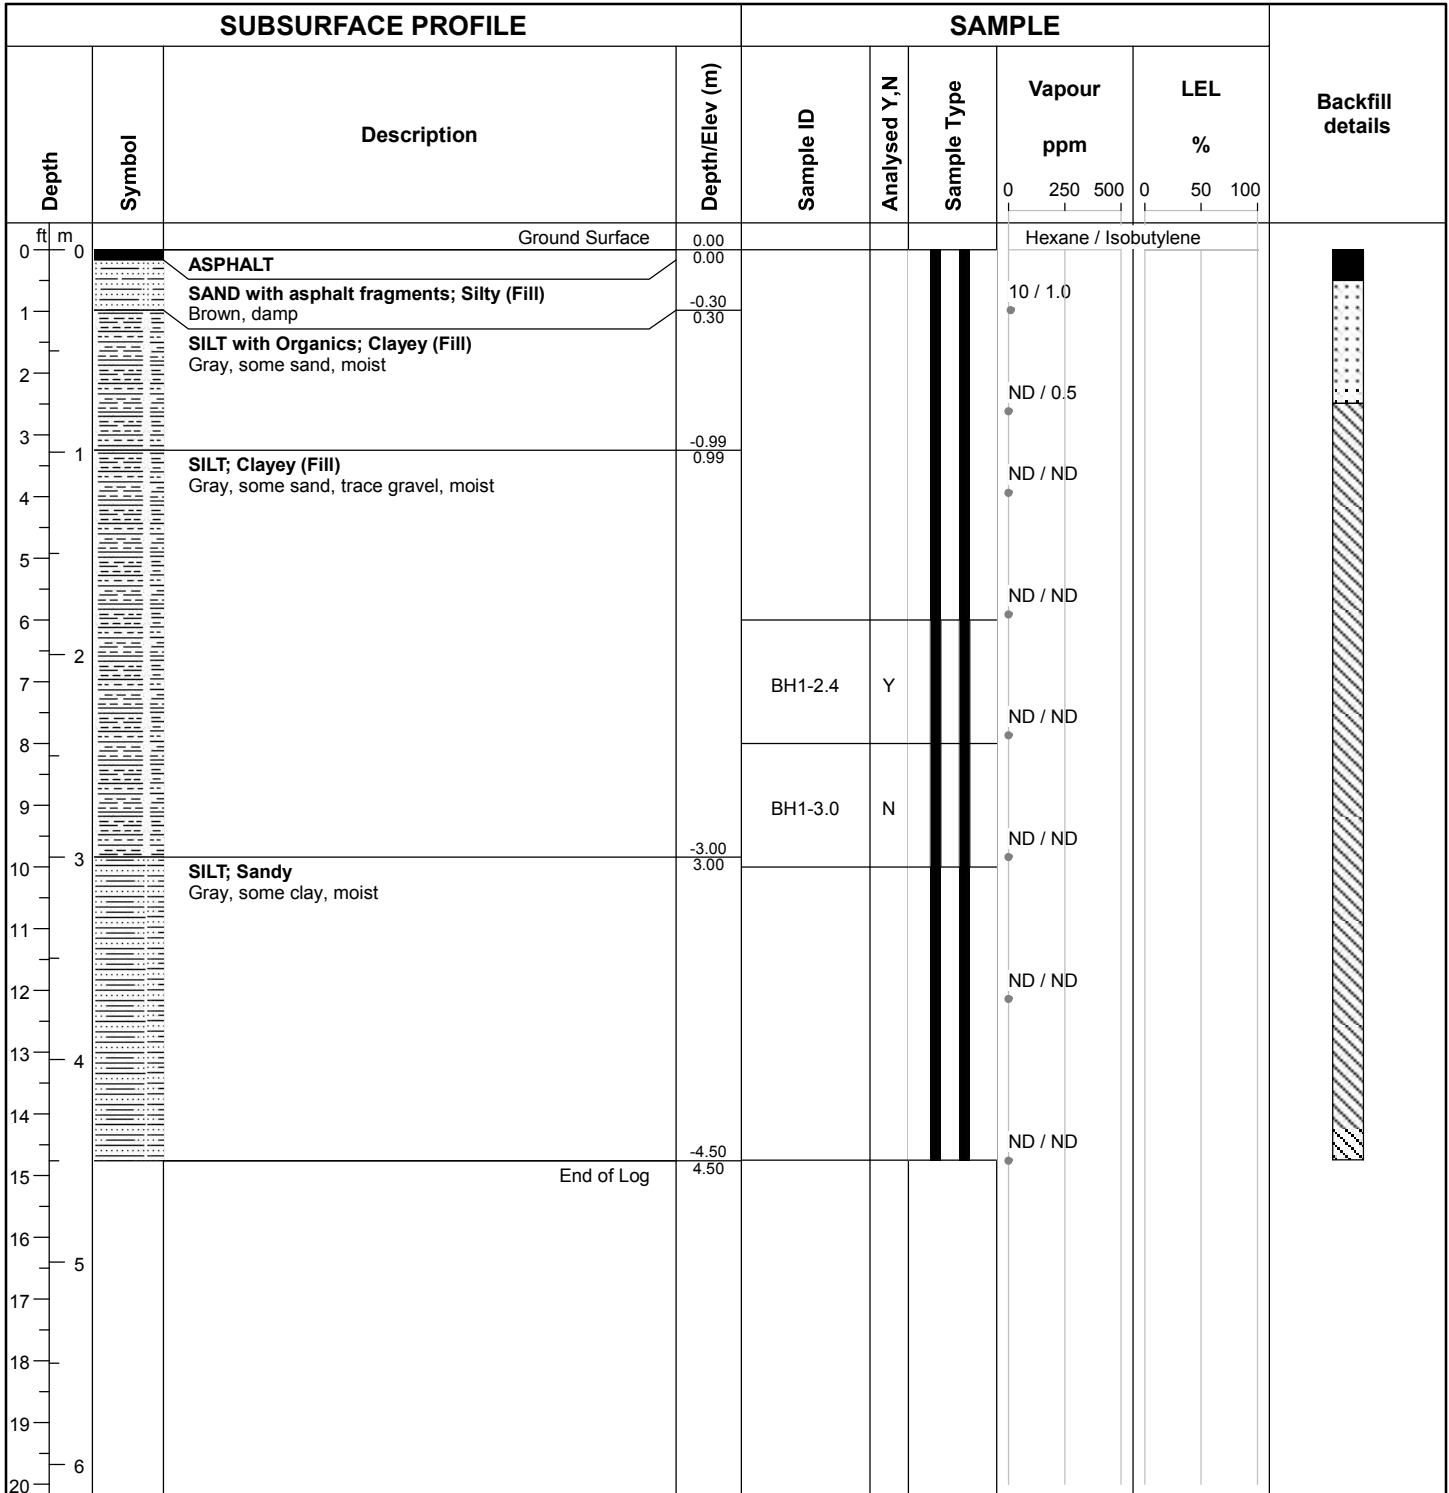 SUBSURFACE PROFILE
SAMPLE
Depth
Symbol
Description
Depth/Elev (m)
Sample ID
Analysed Y,N
Sample Type
Vapour
ppm
0 250 500
LEL
%
0 50 100
Backfill
details
ft m
Ground Surface
0.00
Hexane / Isobutylene
0 0
0.00
ASPHALT
SAND with asphalt fragments; Silty (Fill)
10 / 1.0
-0.30
Brown, damp
1
0.30
SILT with Organics; Clayey (Fill)
Gray, some sand, moist
2
ND / 0.5
3
-0.99
1
0.99
SILT; Clayey (Fill)
ND / ND
Gray, some sand, trace gravel, moist
4
5
ND / ND
6
2
7
BH1-2.4 Y
ND / ND
8
9
BH1-3.0 N
ND / ND
-3.00
3
3.00
10
SILT; Sandy
Gray, some clay, moist
11
ND / ND
12
13
4
14
ND / ND
-4.50
4.50
15
End of Log
16
5
17
18
19
6
20